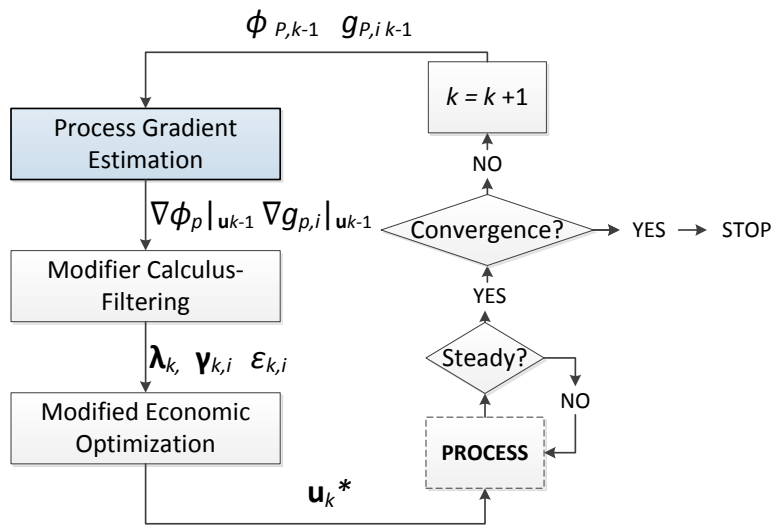 ϕ P,k-1 g P,i k-1
k = k +1
Process Gradient
Estimation
NO
∇ϕp|uk-1 ∇gp,i|uk-1
Convergence?
YES
STOP
Modifier Calculus-
Filtering
YES
Steady?
λk, γk,i εk,i
NO
Modified Economic
Optimization
PROCESS
uk*